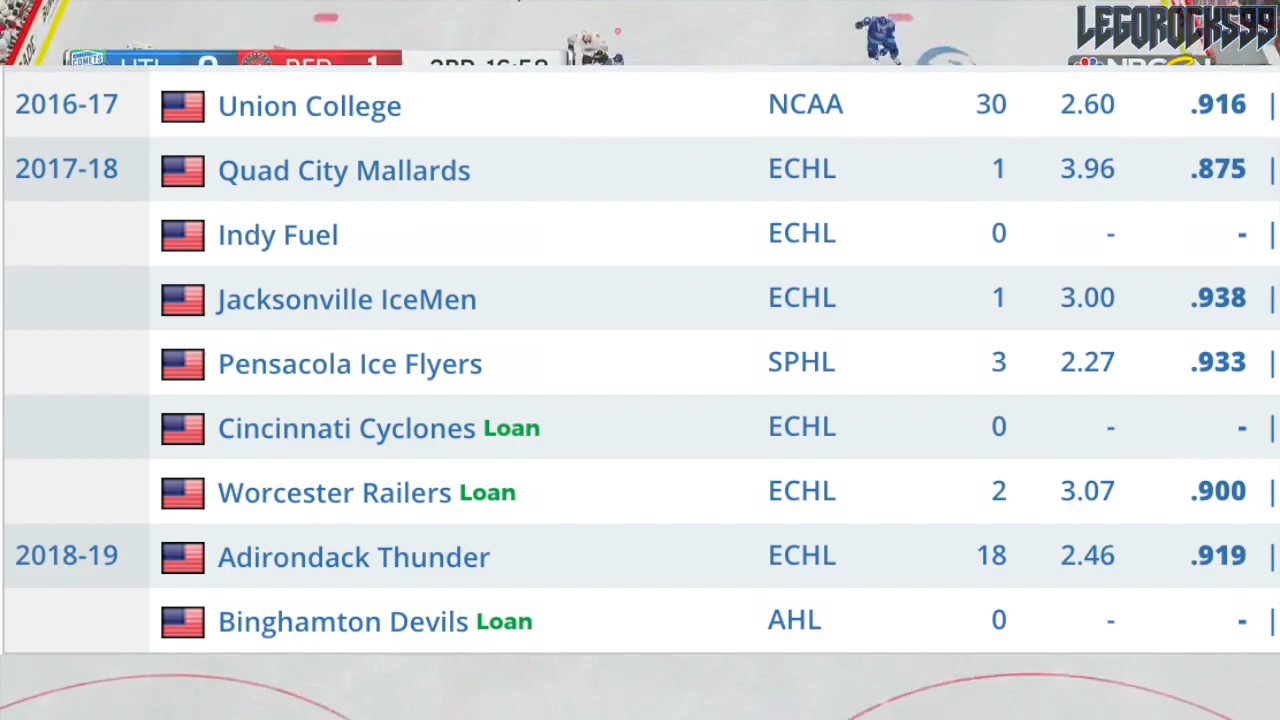 LEGOROCKS99
2016-17 Union College NCAA 30 2.60 .916 |
2017-18 Quad City Mallards ECHL 1 3.96 .875 |
Indy Fuel ECHL 0 - - |
Jacksonville IceMen ECHL 1 3.00 .938 |
Pensacola Ice Flyers SPHL 3 2.27 .933 |
Cincinnati Cyclones Loan ECHL 0 - - |
Worcester Railers Loan ECHL 2 3.07 .900 |
2018-19 Adirondack Thunder ECHL 18 2.46 .919 |
Binghamton Devils Loan AHL 0 - - |